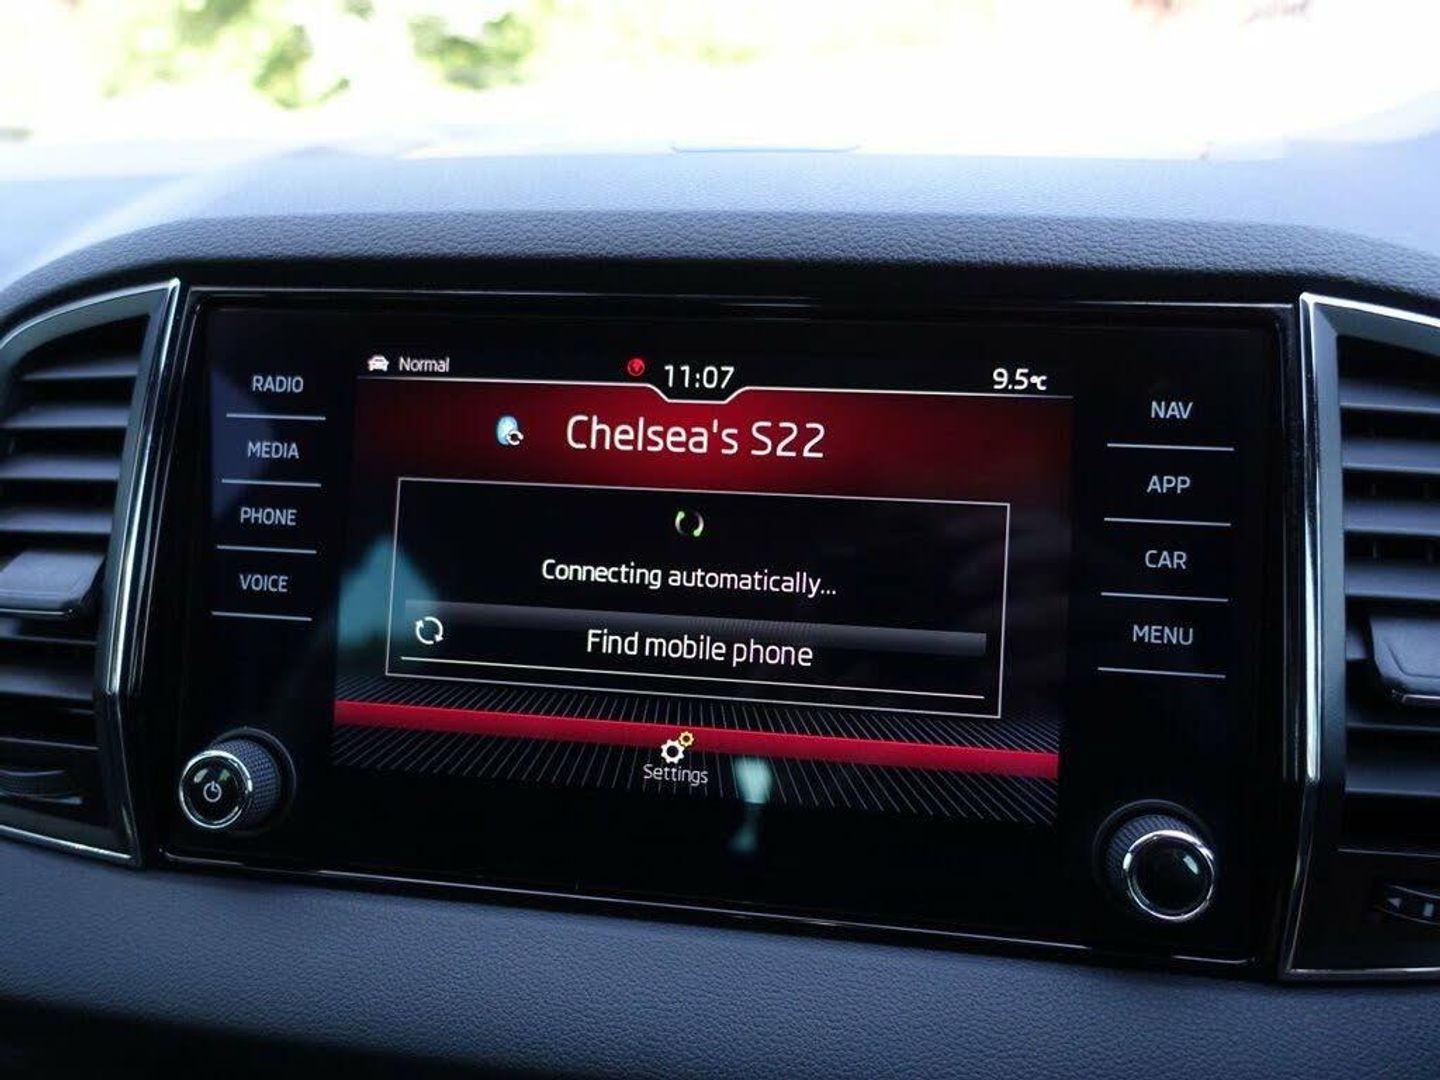 Normal
11:07
9.5°C
Chelsea's S22
Connecting automatically...
Find mobile phone
Settings
RADIO
MEDIA
PHONE
VOICE
NAV
APP
CAR
MENU